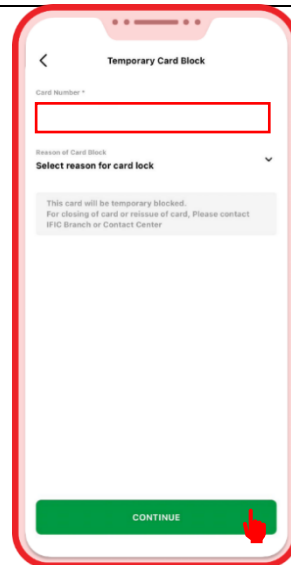 Temporary Card Block
Card Number *
Reason of Card Block
Select reason for card lock
This card will be temporary blocked.
For closing of card or reissue of card, Please contact
IFIC Branch or Contact Center
CONTINUE